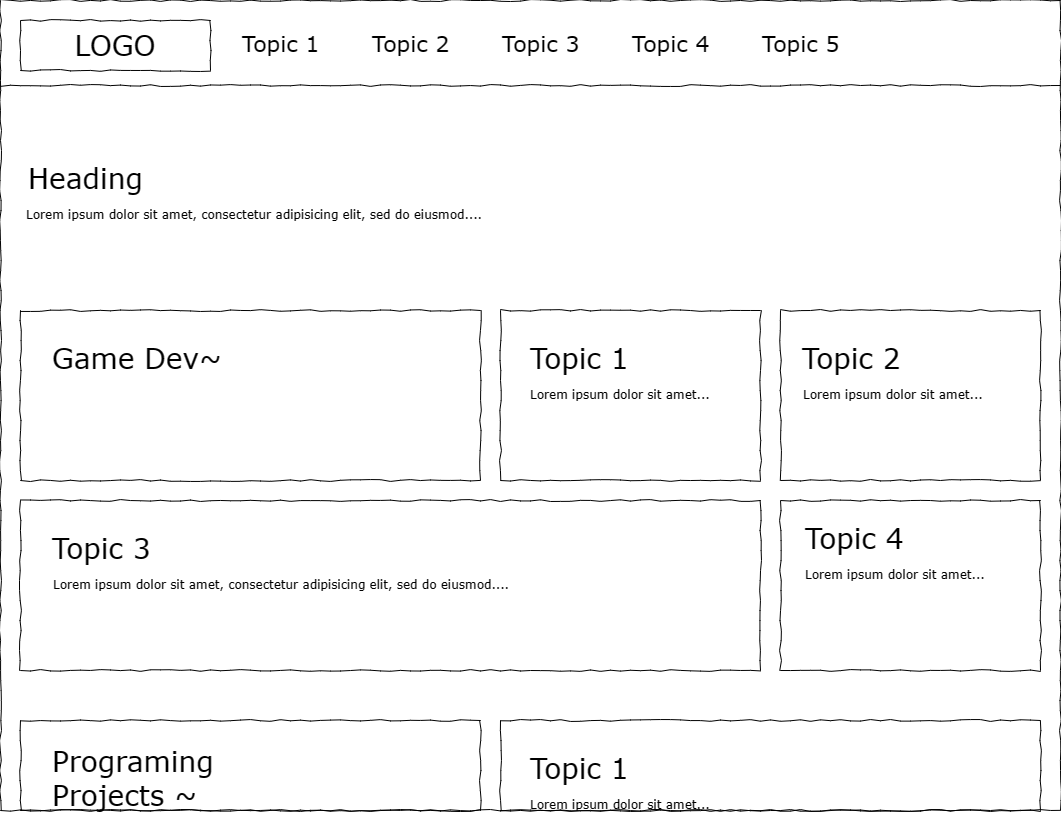 LOGO
Topic 1
Topic 2
Topic 3
Topic 4
Topic 5
Heading
Lorem ipsum dolor sit amet, consectetur adipisicing elit, sed do eiusmod....
Game Dev~
Topic 1
Lorem ipsum dolor sit amet...
Topic 2
Lorem ipsum dolor sit amet...
Topic 3
Lorem ipsum dolor sit amet, consectetur adipisicing elit, sed do eiusmod....
Topic 4
Lorem ipsum dolor sit amet...
Programing
Projects ~
Topic 1
Lorem ipsum dolor sit amet...